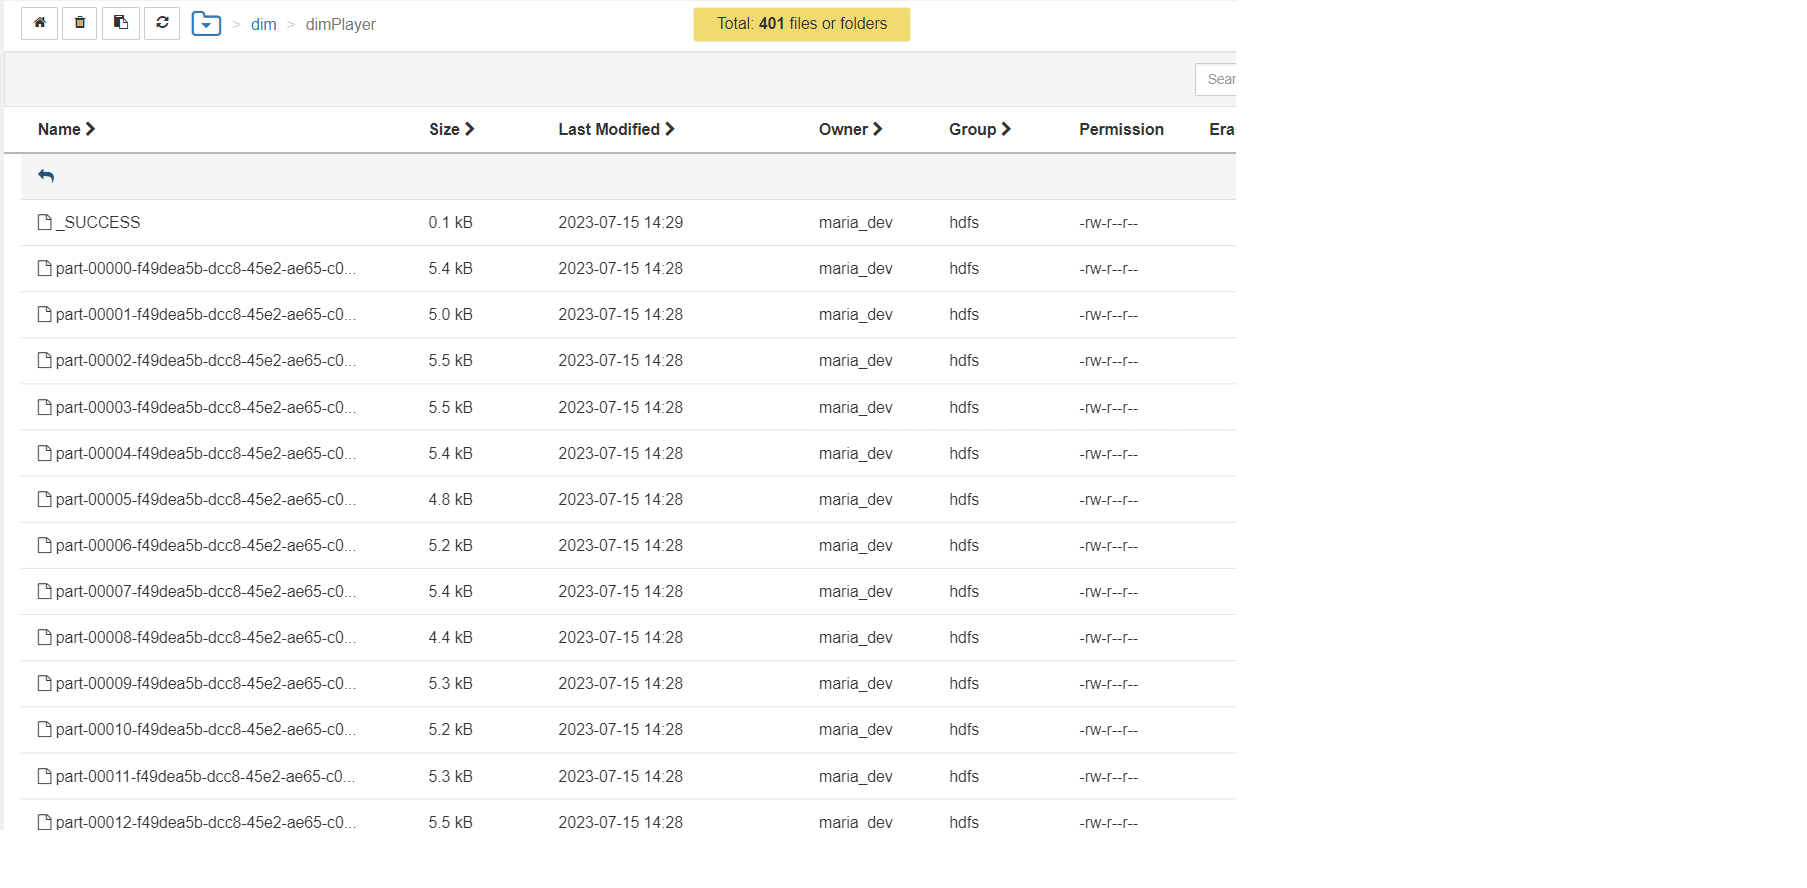 > dim > dimPlayer Total: 401 files or folders
Sear
Name Size Last Modified Owner Group Permission Era
_SUCCESS 0.1 kB 2023-07-15 14:29 maria_dev hdfs -rw-r--r--
part-00000-f49dea5b-dcc8-45e2-ae65-c0... 5.4 kB 2023-07-15 14:28 maria_dev hdfs -rw-r--r--
part-00001-f49dea5b-dcc8-45e2-ae65-c0... 5.0 kB 2023-07-15 14:28 maria_dev hdfs -rw-r--r--
part-00002-f49dea5b-dcc8-45e2-ae65-c0... 5.5 kB 2023-07-15 14:28 maria_dev hdfs -rw-r--r--
part-00003-f49dea5b-dcc8-45e2-ae65-c0... 5.5 kB 2023-07-15 14:28 maria_dev hdfs -rw-r--r--
part-00004-f49dea5b-dcc8-45e2-ae65-c0... 5.4 kB 2023-07-15 14:28 maria_dev hdfs -rw-r--r--
part-00005-f49dea5b-dcc8-45e2-ae65-c0... 4.8 kB 2023-07-15 14:28 maria_dev hdfs -rw-r--r--
part-00006-f49dea5b-dcc8-45e2-ae65-c0... 5.2 kB 2023-07-15 14:28 maria_dev hdfs -rw-r--r--
part-00007-f49dea5b-dcc8-45e2-ae65-c0... 5.4 kB 2023-07-15 14:28 maria_dev hdfs -rw-r--r--
part-00008-f49dea5b-dcc8-45e2-ae65-c0... 4.4 kB 2023-07-15 14:28 maria_dev hdfs -rw-r--r--
part-00009-f49dea5b-dcc8-45e2-ae65-c0... 5.3 kB 2023-07-15 14:28 maria_dev hdfs -rw-r--r--
part-00010-f49dea5b-dcc8-45e2-ae65-c0... 5.2 kB 2023-07-15 14:28 maria_dev hdfs -rw-r--r--
part-00011-f49dea5b-dcc8-45e2-ae65-c0... 5.3 kB 2023-07-15 14:28 maria_dev hdfs -rw-r--r--
part-00012-f49dea5b-dcc8-45e2-ae65-c0... 5.5 kB 2023-07-15 14:28 maria_dev hdfs -rw-r--r--